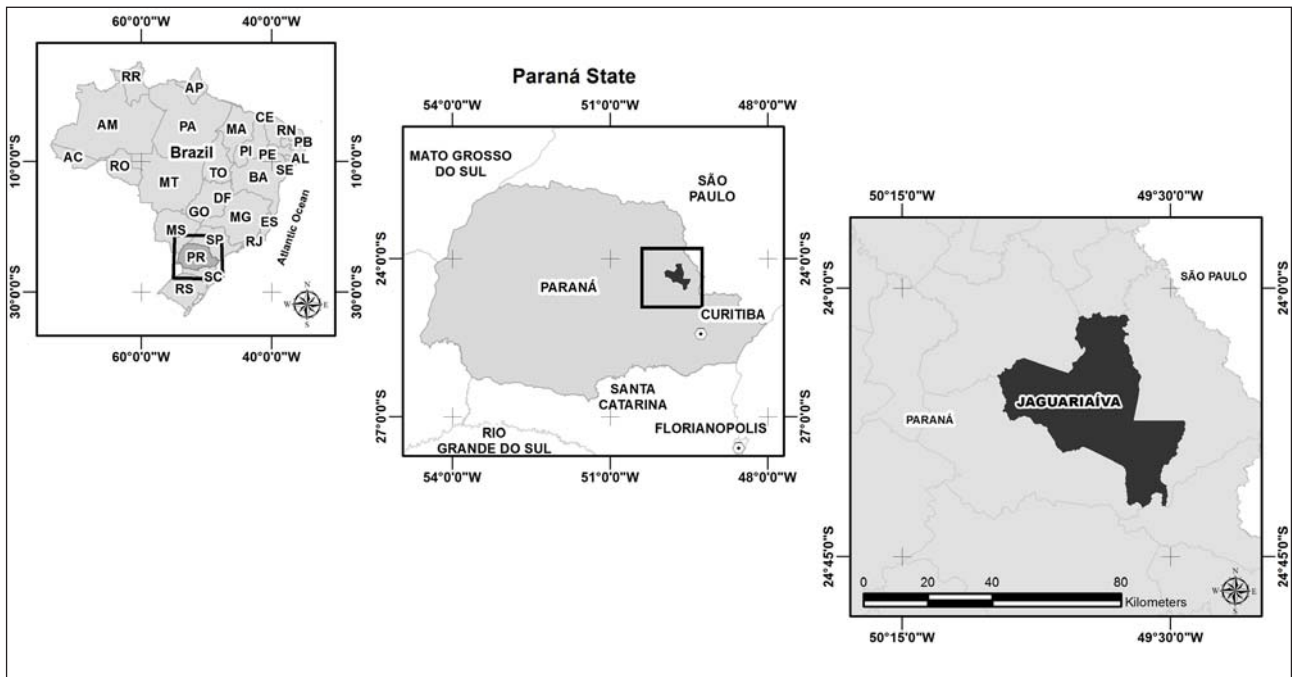 60°0'0"W 40°0'0"W
RR
AP
AM
PA
MA
CE
RN
PB
PI
PE
AL
AC
RO
Brazil
TO
SE
MT
BA
DF
GO
MG
ES
MS
SP
RJ
PR
SC
RS
Atlantic Ocean
10°0'0"S
30°0'0"S
10°0'0"S
30°0'0"S
N
W E
S
60°0'0"W 40°0'0"W
Paraná State
54°0'0"W 51°0'0"W 48°0'0"W
MATO GROSSO
DO SUL
SÃO
PAULO
PARANÁ
CURITIBA
SANTA
CATARINA
FLORIANOPOLIS
RIO
GRANDE DO SUL
24°0'0"S
27°0'0"S
24°0'0"S
27°0'0"S
54°0'0"W 51°0'0"W 48°0'0"W
50°15'0"W 49°30'0"W
SÃO PAULO
JAGUARIAÍVA
PARANÁ
24°0'0"S
24°45'0"S
24°0'0"S
24°45'0"S
0 20 40 80
Kilometers
N
W E
S
50°15'0"W 49°30'0"W